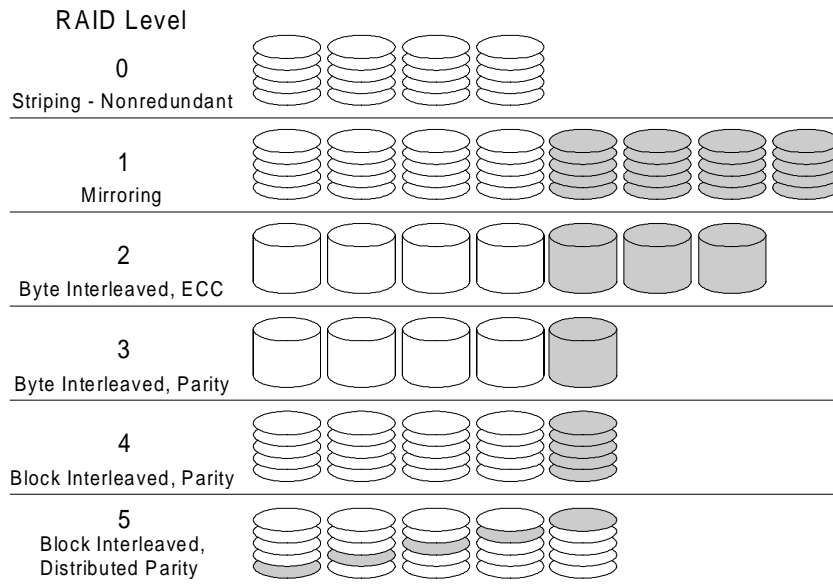 RAID Level
0
Striping - Nonredundant
1
Mirroring
2
Byte Interleaved, ECC
3
Byte Interleaved, Parity
4
Block Interleaved, Parity
5
Block Interleaved,
Distributed Parity